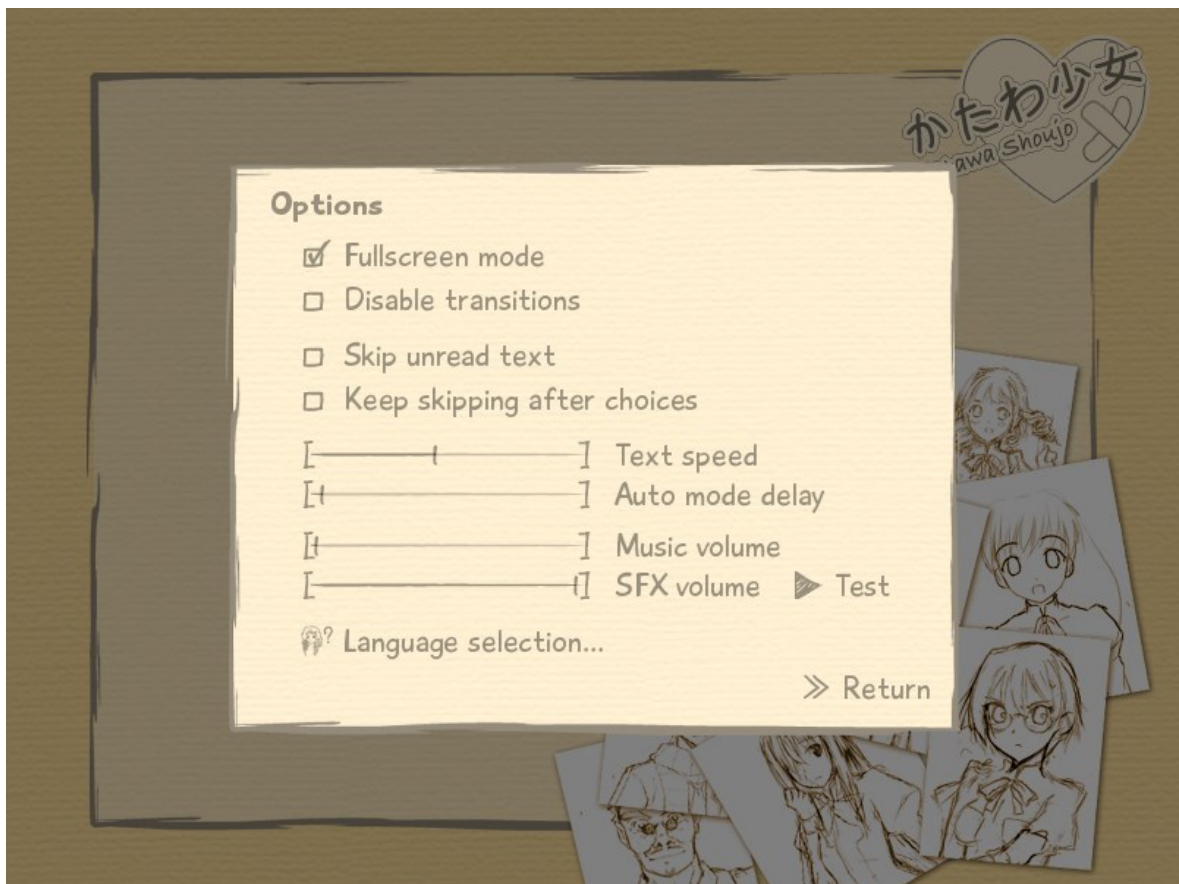 かたわ少女
awa Shoujo
Options
Fullscreen mode
Disable transitions
Skip unread text
Keep skipping after choices
Text speed
Auto mode delay
Music volume
SFX volume Test
? Language selection...
Return